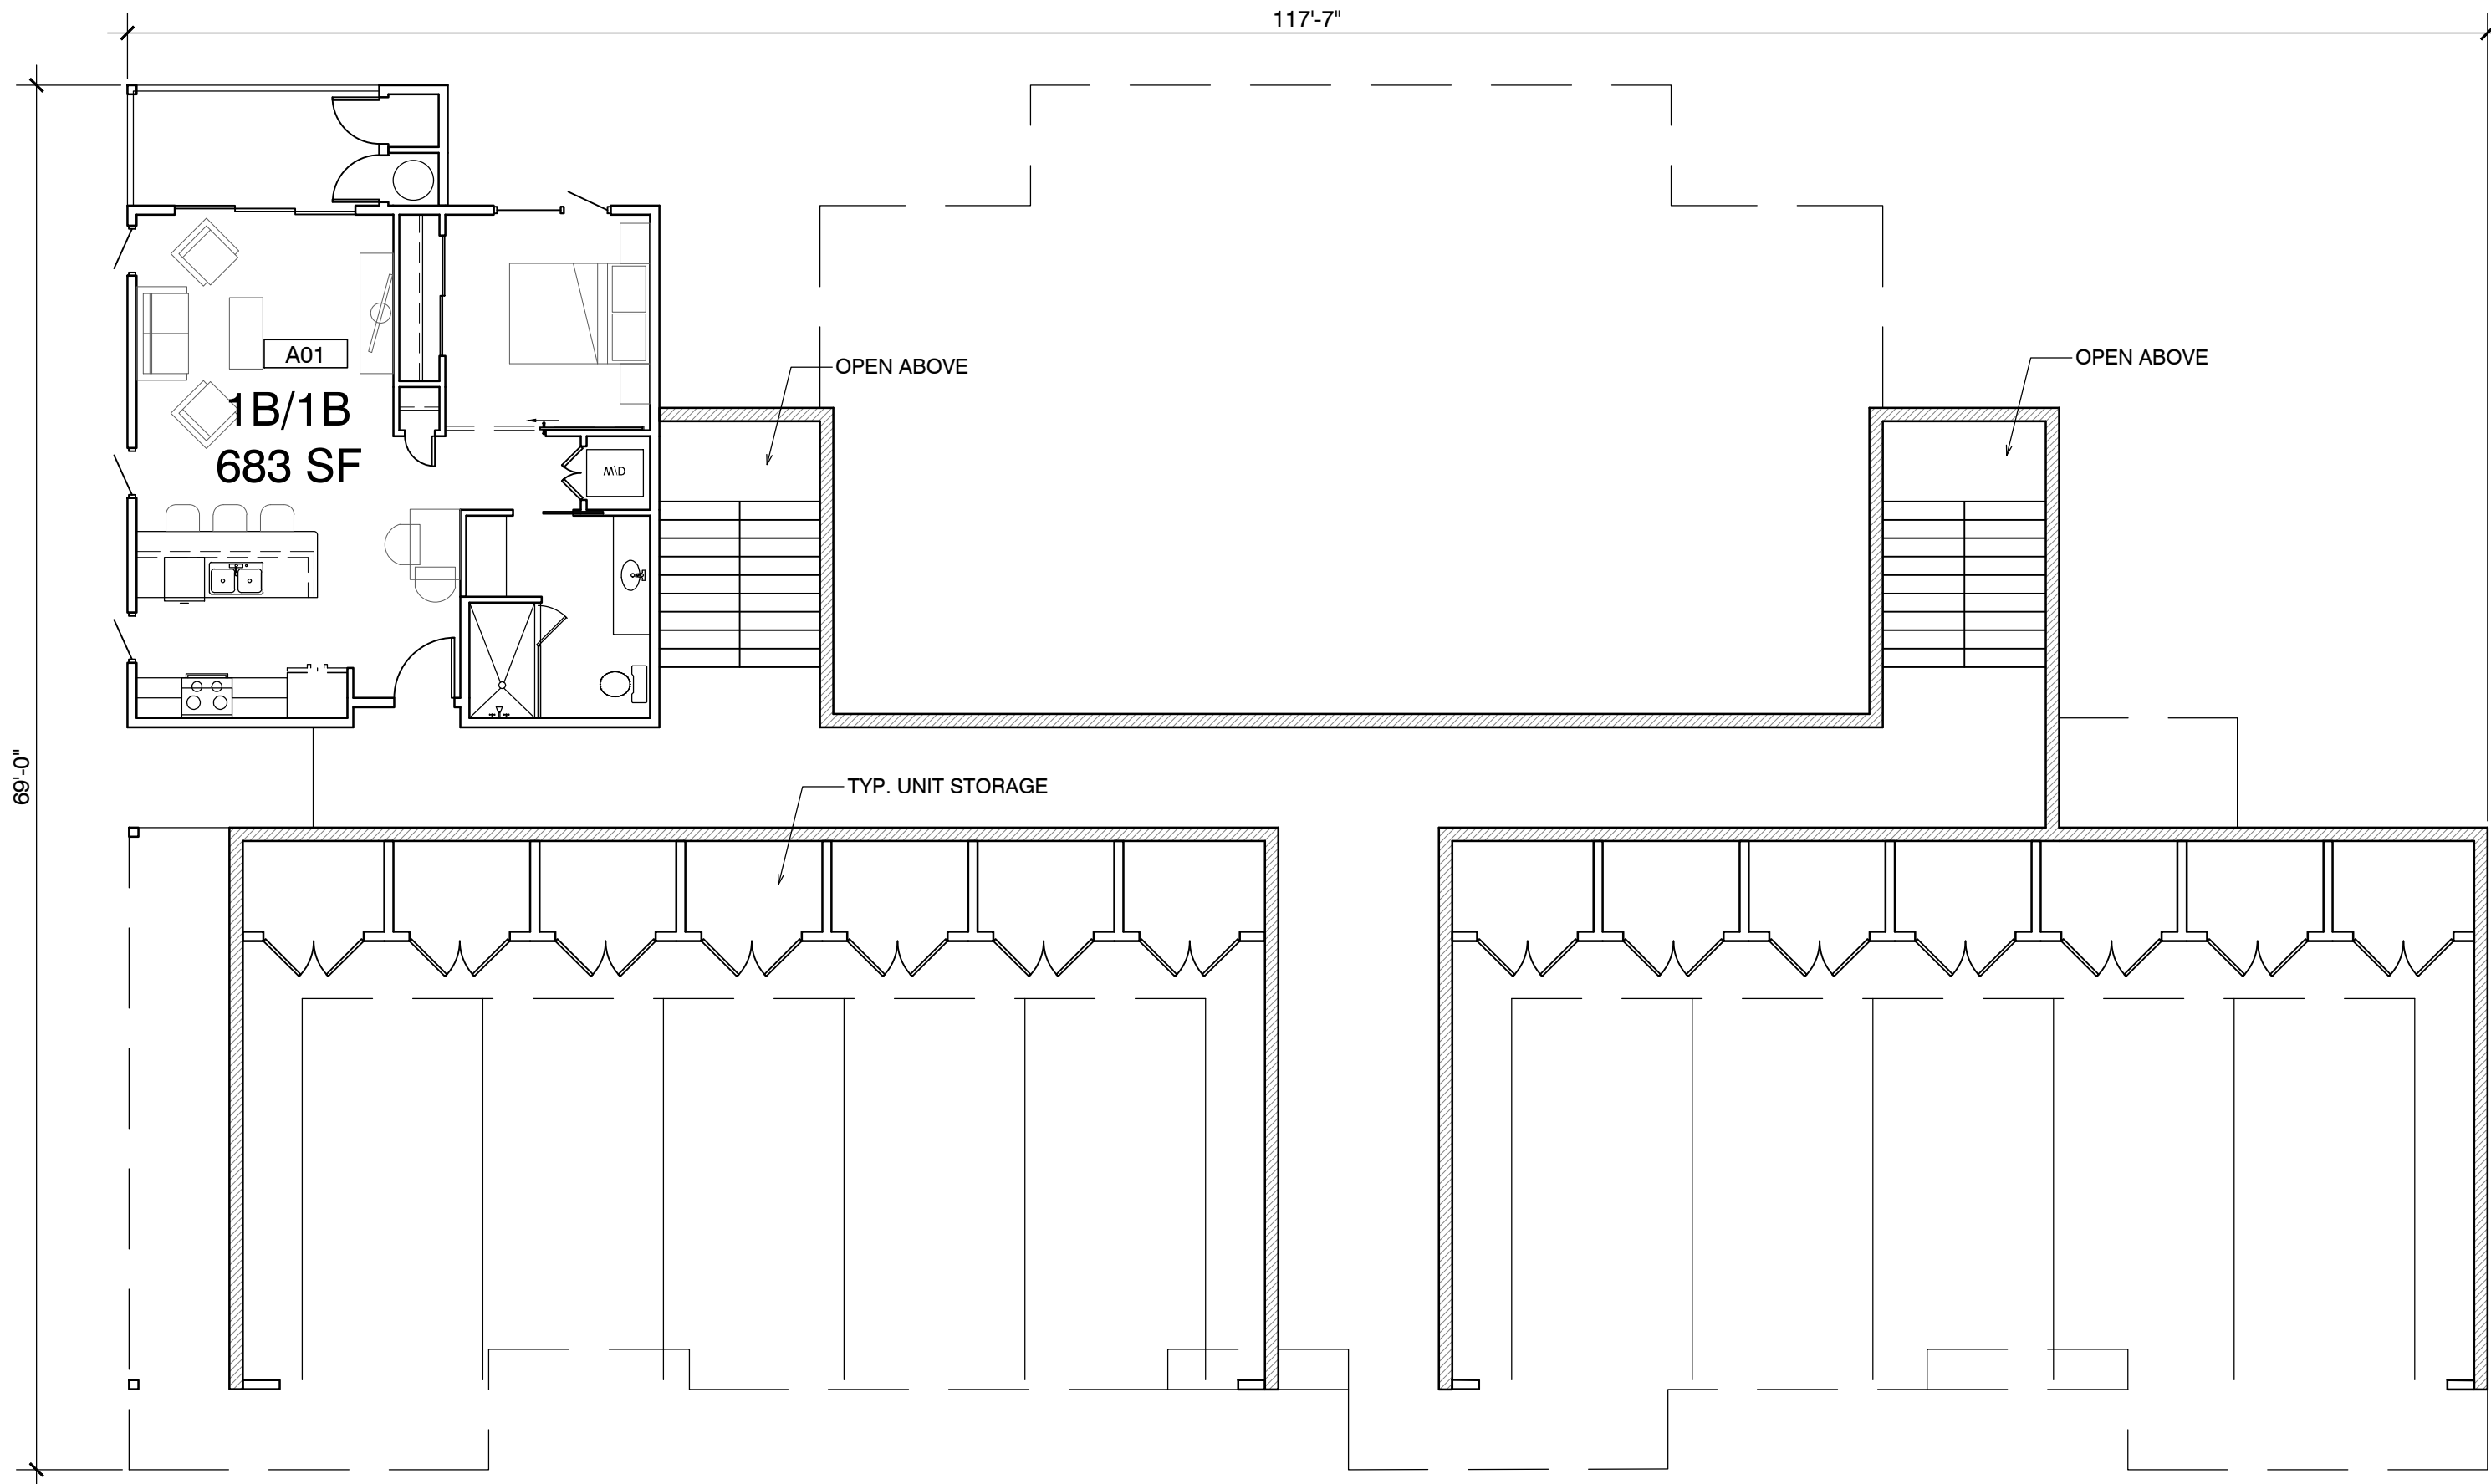 117'-7"
69'-0"
A01
1B/1B
683 SF
W\D
OPEN ABOVE
OPEN ABOVE
TYP. UNIT STORAGE